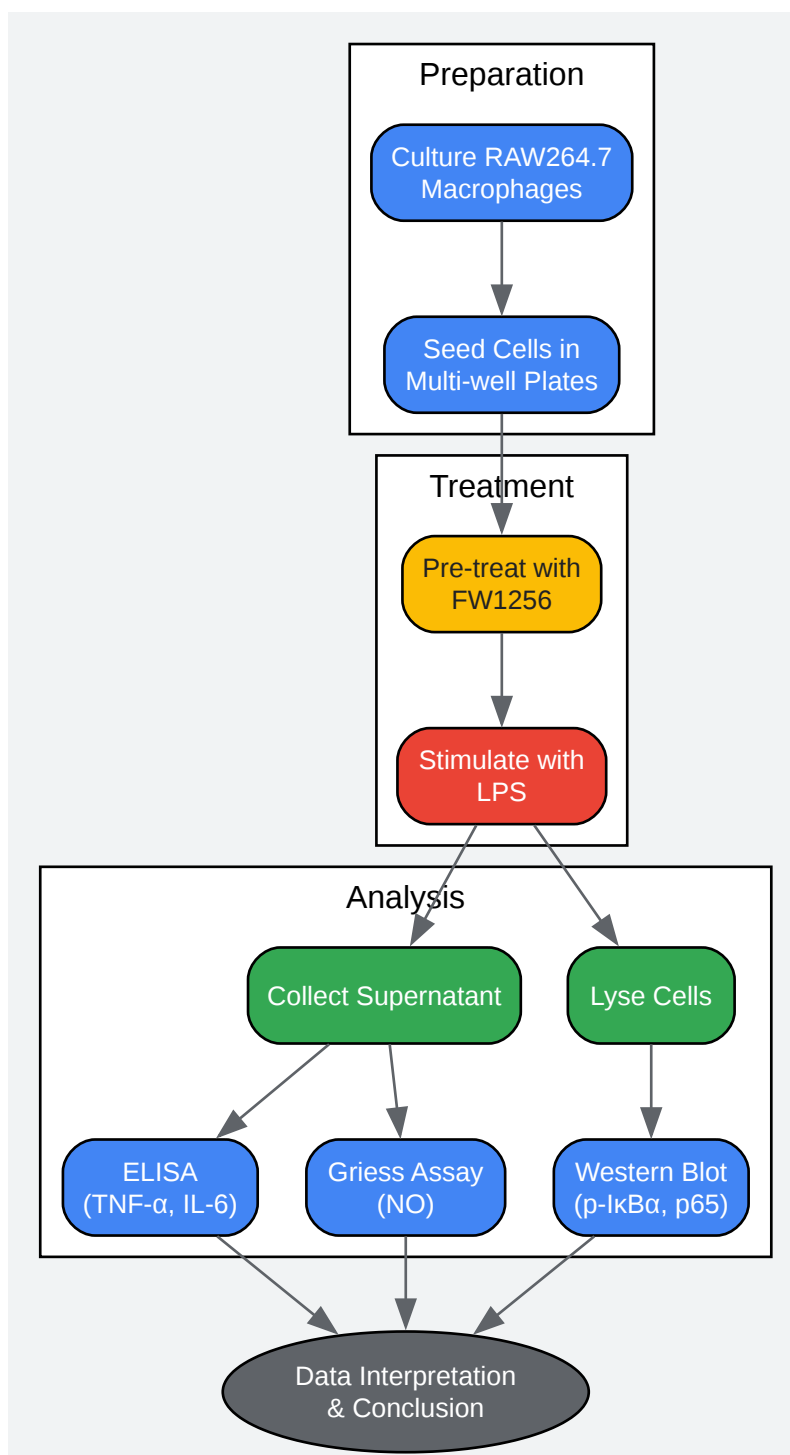 Preparation
Culture RAW264.7
Macrophages
Seed Cells in
Multi-well Plates
Treatment
Pre-treat with
FW1256
Stimulate with
LPS
Analysis
Collect Supernatant
Lyse Cells
ELISA
(TNF-α, IL-6)
Griess Assay
(NO)
Western Blot
(p-IκBα, p65)
Data Interpretation
& Conclusion